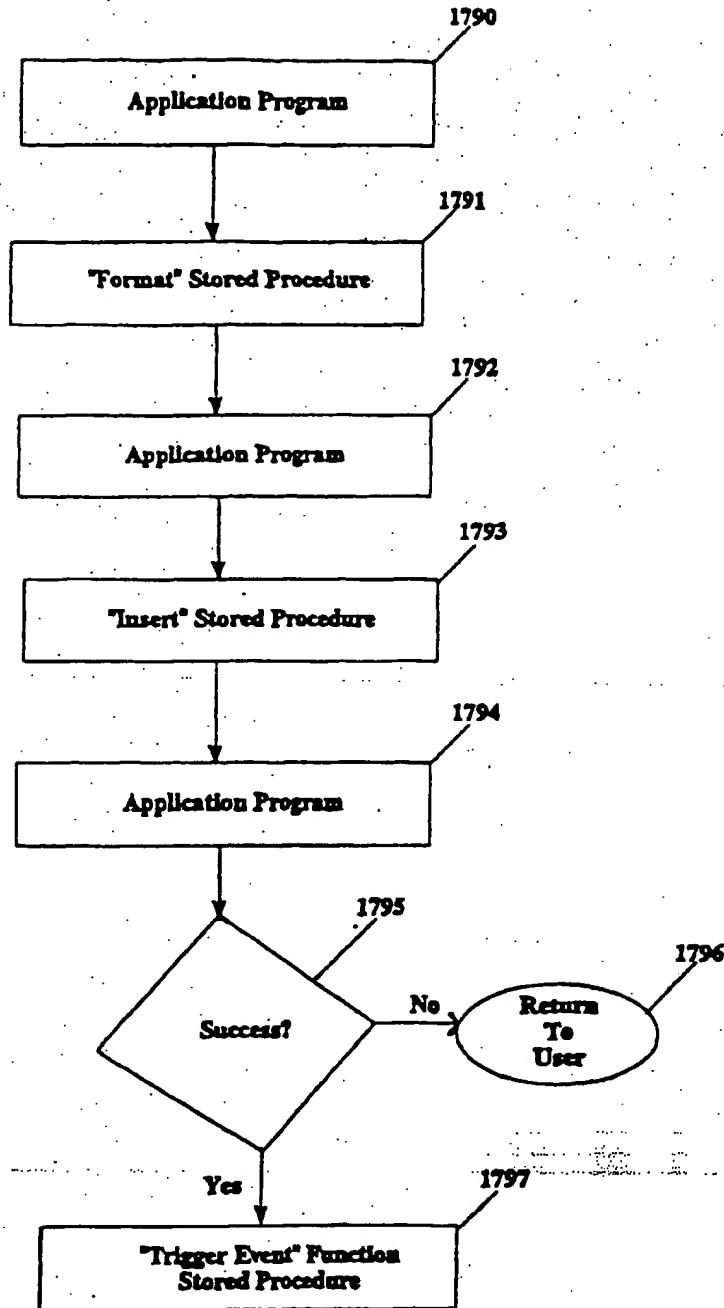 1790
Application Program
1791
"Format" Stored Procedure
1792
Application Program
1793
"Insert" Stored Procedure
1794
Application Program
1795
Success?
No
1796
Return
To
User
Yes
1797
"Trigger Event" Function
Stored Procedure